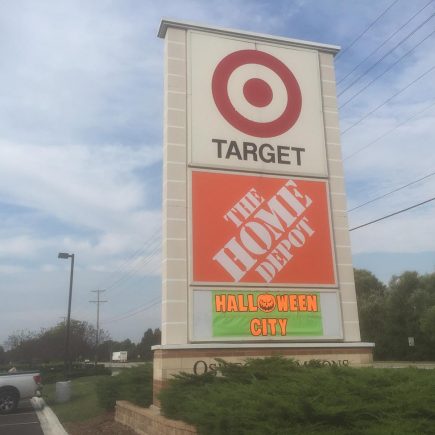 TARGET
THE
HOME
DEPOT
HALLOWEEN
CITY